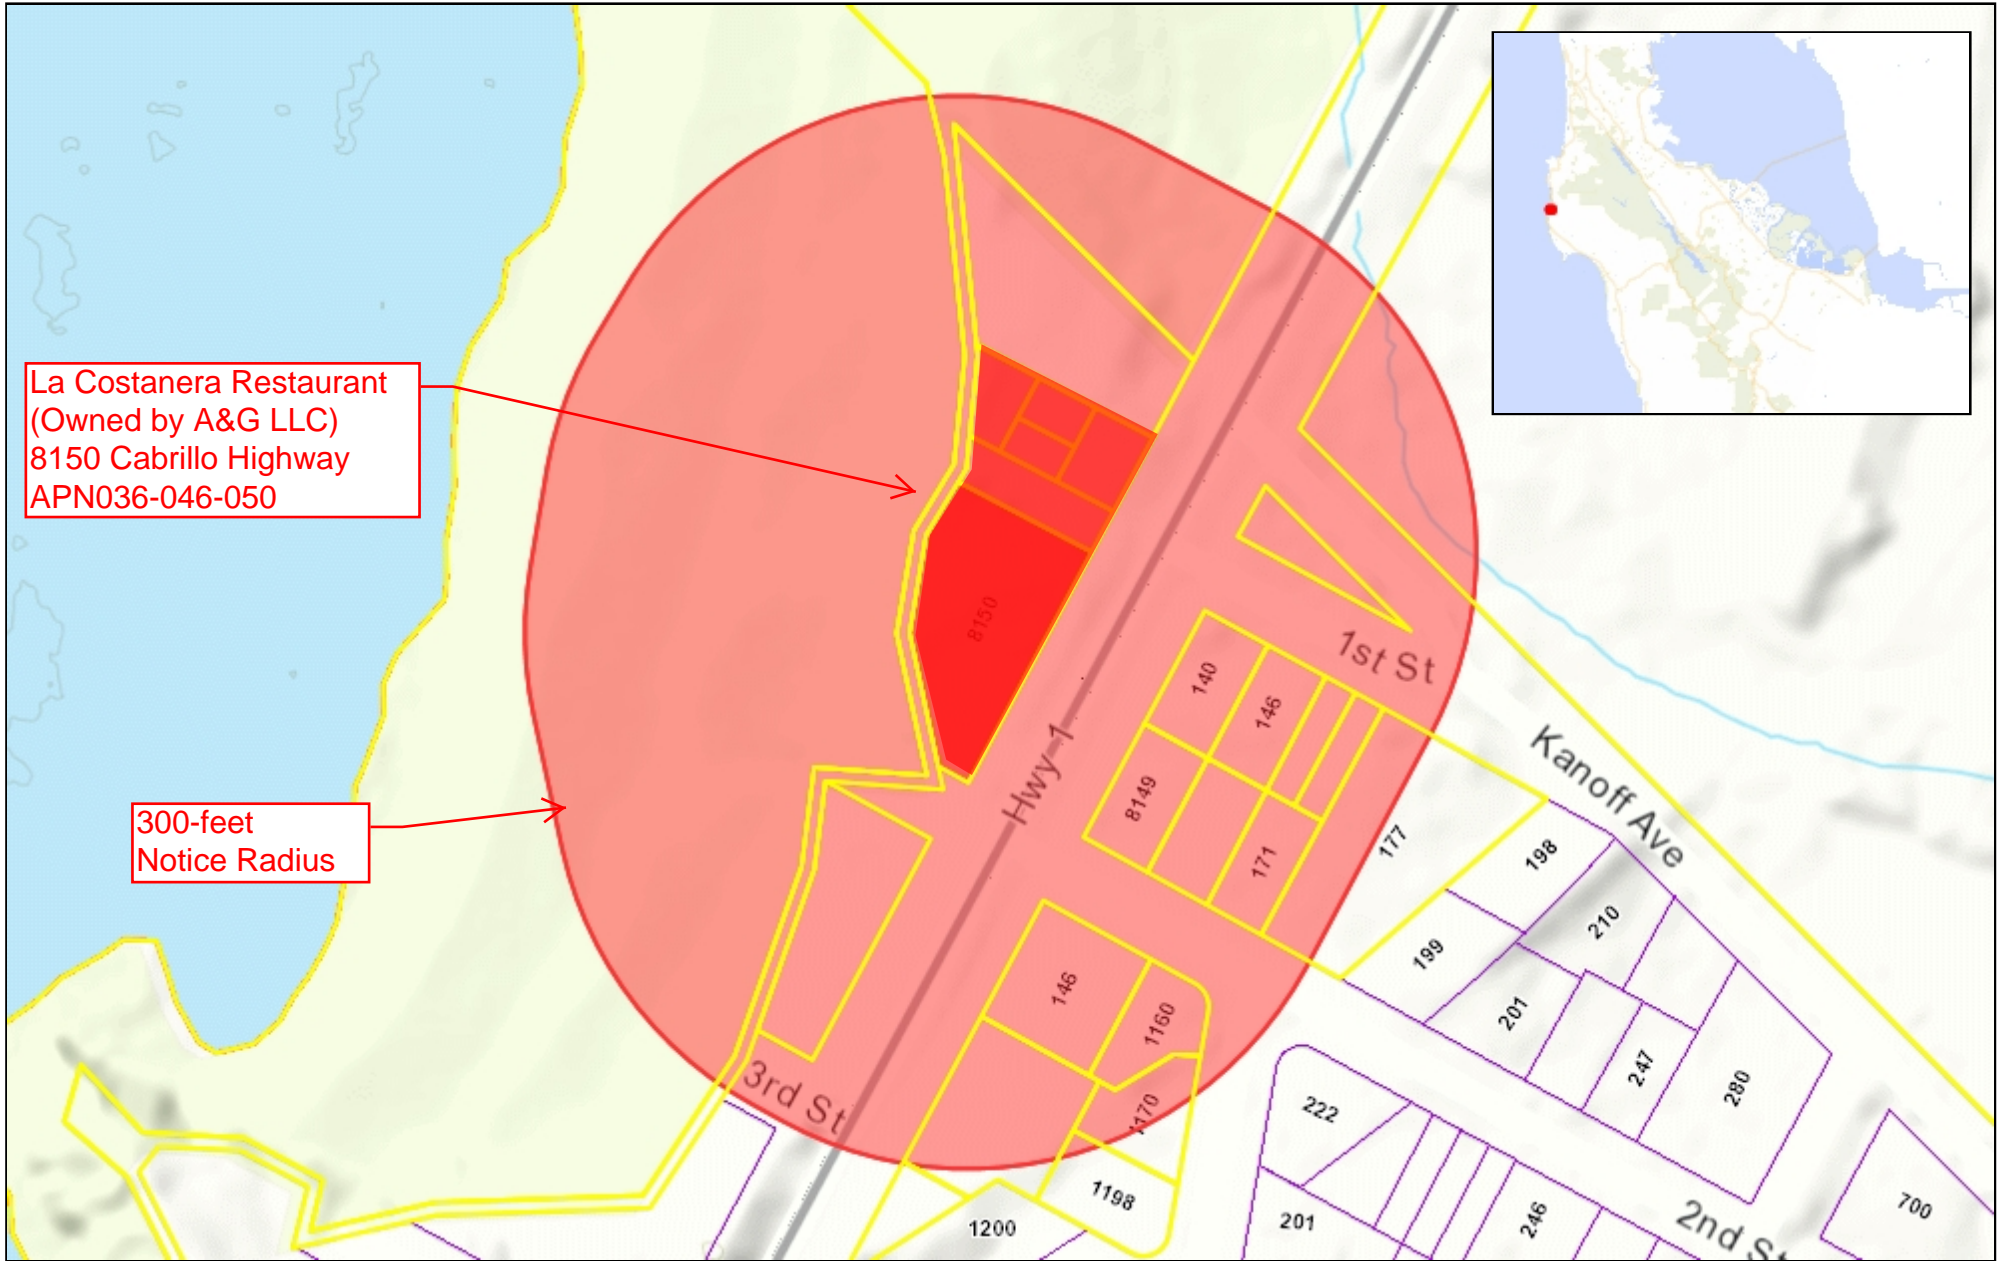 La Costanera Restaurant
(Owned by A&G LLC)
8150 Cabrillo Highway
APN036-046-050
300-feet
Notice Radius
8150
Hwy 1
1st St
140
146
8149
171
177
Kanoff Ave
198
210
199
201
247
280
146
1160
1170
3rd St
222
1198
1200
201
246
2nd St
700